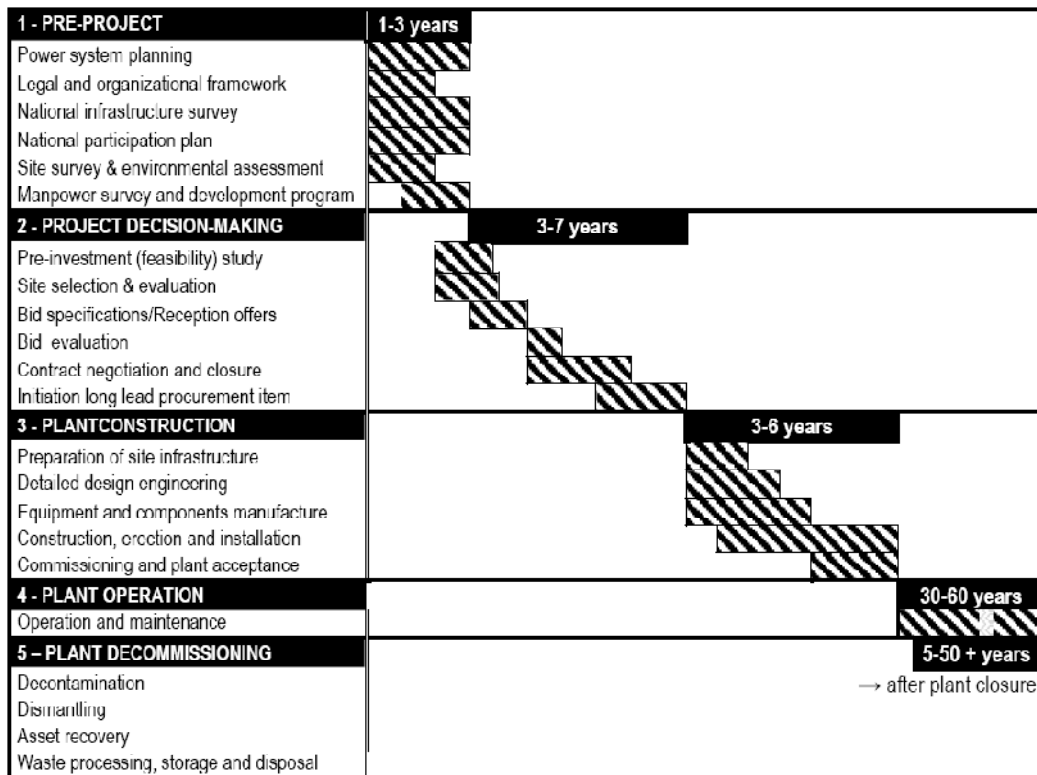 1 - PRE-PROJECT 1-3 years
Power system planning
Legal and organizational framework
National infrastructure survey
National participation plan
Site survey & environmental assessment
Manpower survey and development program
2 - PROJECT DECISION-MAKING 3-7 years
Pre-investment (feasibility) study
Site selection & evaluation
Bid specifications/Reception offers
Bid evaluation
Contract negotiation and closure
Initiation long lead procurement item
3 - PLANTCONSTRUCTION 3-6 years
Preparation of site infrastructure
Detailed design engineering
Equipment and components manufacture
Construction, erection and installation
Commissioning and plant acceptance
4 - PLANT OPERATION 30-60 years
Operation and maintenance
5 – PLANT DECOMMISSIONING 5-50 + years
Decontamination → after plant closure
Dismantling
Asset recovery
Waste processing, storage and disposal